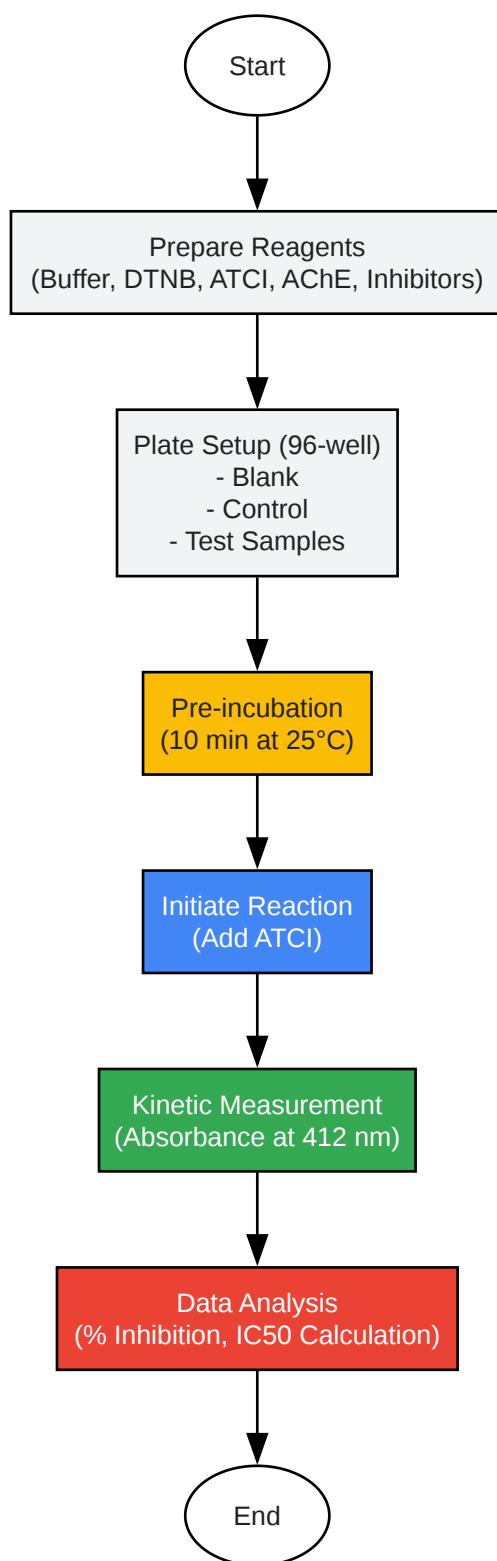 Start
Prepare Reagents
(Buffer, DTNB, ATCI, AChE, Inhibitors)
Plate Setup (96-well)
- Blank
- Control
- Test Samples
Pre-incubation
(10 min at 25°C)
Initiate Reaction
(Add ATCI)
Kinetic Measurement
(Absorbance at 412 nm)
Data Analysis
(% Inhibition, IC50 Calculation)
End